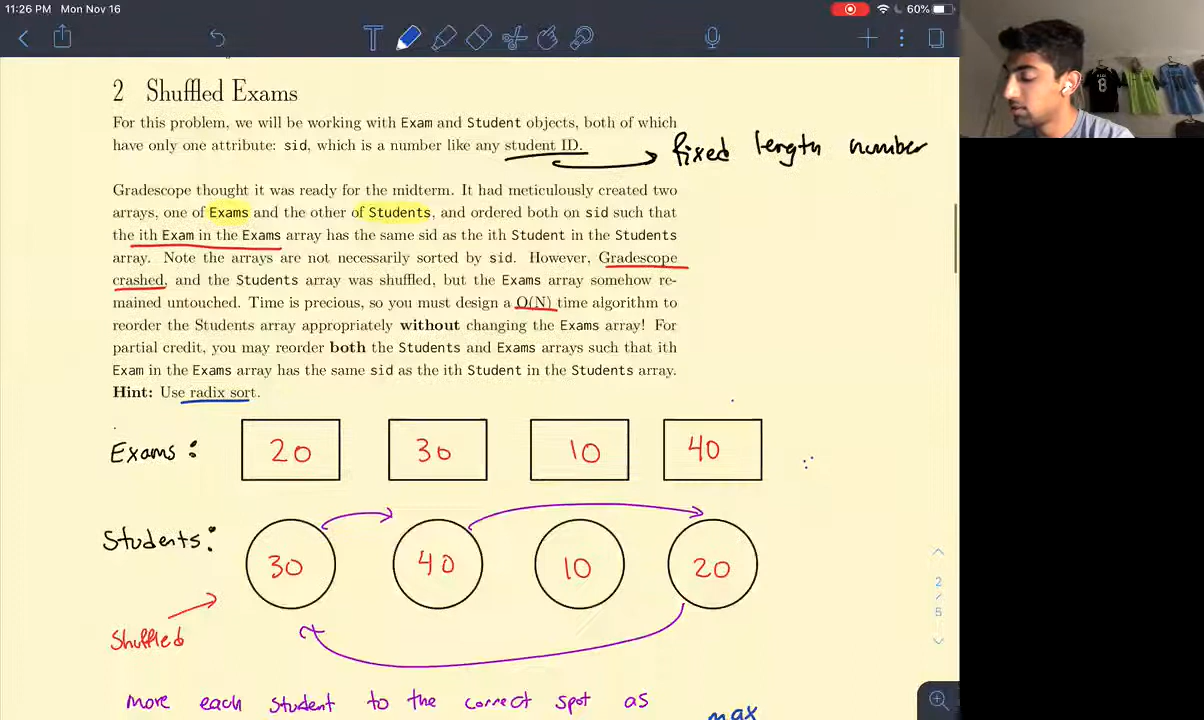 11:26 PM Mon Nov 16
60%
2 Shuffled Exams
For this problem, we will be working with Exam and Student objects, both of which
have only one attribute: sid, which is a number like any student ID.
fixed length number
Gradescope thought it was ready for the midterm. It had meticulously created two
arrays, one of Exams and the other of Students, and ordered both on sid such that
the ith Exam in the Exams array has the same sid as the ith Student in the Students
array. Note the arrays are not necessarily sorted by sid. However, Gradescope
crashed, and the Students array was shuffled, but the Exams array somehow re-
mained untouched. Time is precious, so you must design a O(N) time algorithm to
reorder the Students array appropriately without changing the Exams array! For
partial credit, you may reorder both the Students and Exams arrays such that ith
Exam in the Exams array has the same sid as the ith Student in the Students array.
Hint: Use radix sort.
Exams: 20 30 10 40
Students: 30 40 10 20
Shuffled
move each student to the correct spot as
max
2
/
5
8